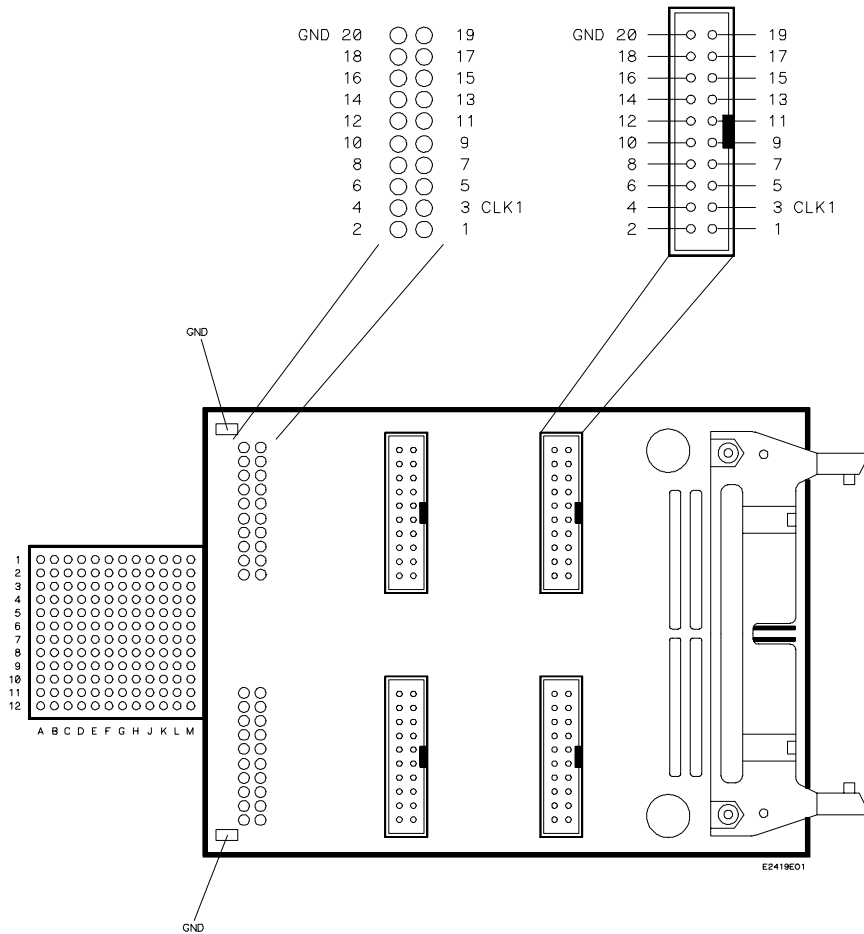 GND 20 19 GND 20 19
18 17 18 17
16 15 16 15
14 13 14 13
12 11 12 11
10 9 10 9
8 7 8 7
6 5 6 5
4 3 CLK1 4 3 CLK1
2 1 2 1
GND
1
2
3
4
5
6
7
8
9
10
11
12
A B C D E F G H J K L M
E2419E01
GND